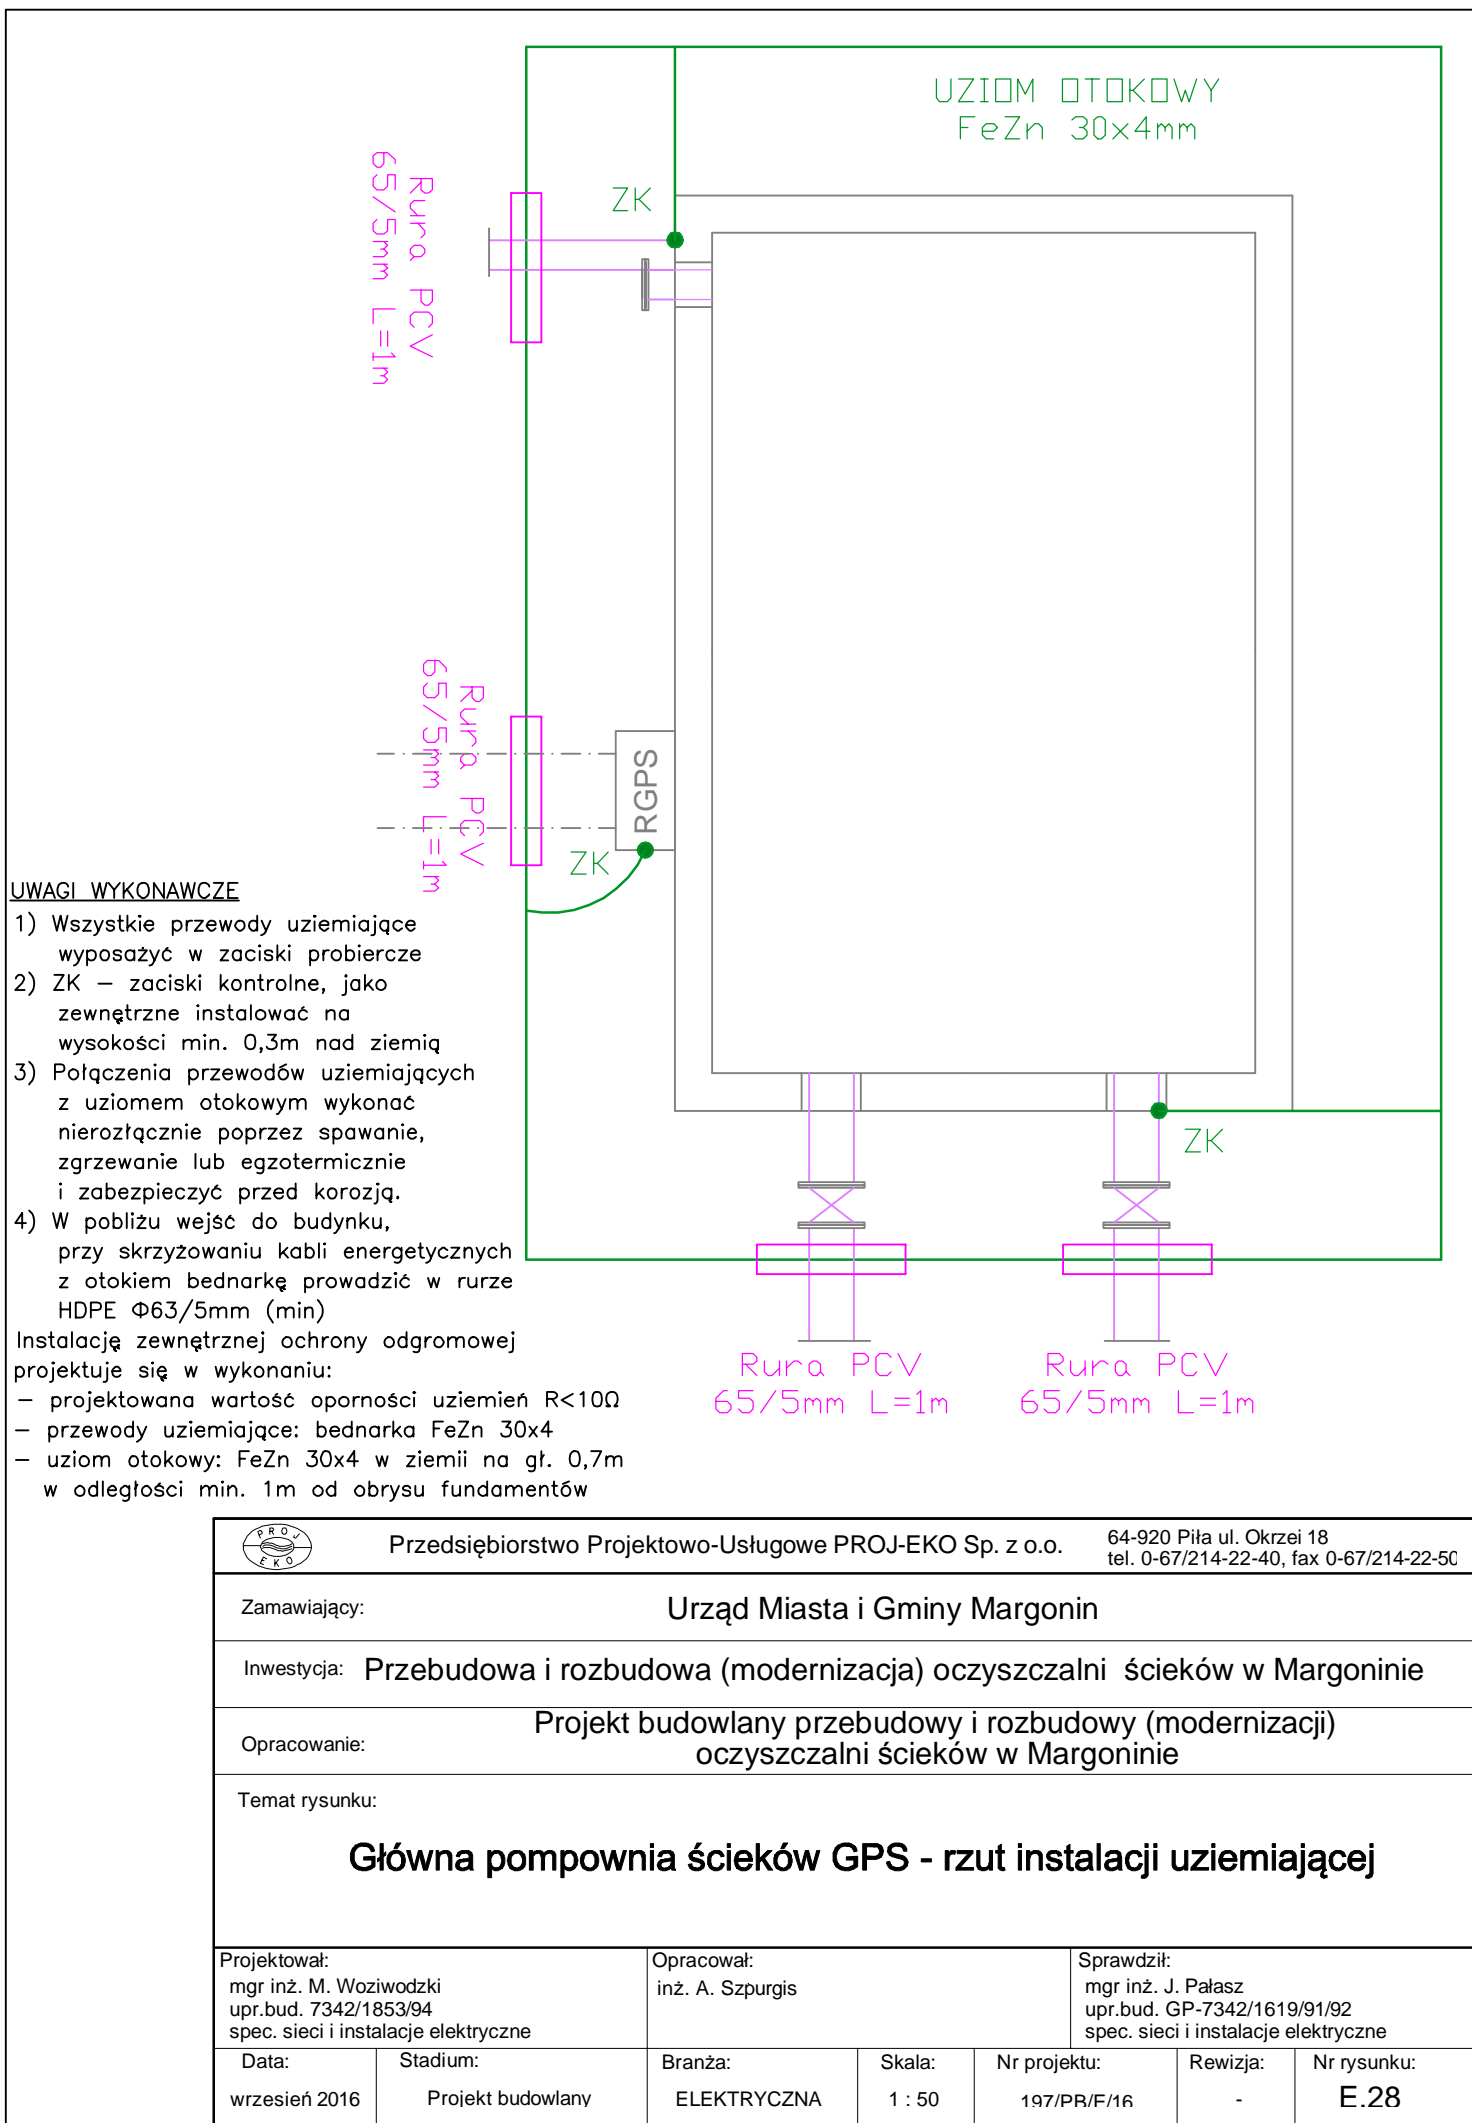 UZIOM OTOKOWY
FeZn 30x4mm
ZK
Rura PCV
65/5mm L=1m
Rura PCV
65/5mm L=1m
RGPS
ZK
ZK
Rura PCV
65/5mm L=1m
Rura PCV
65/5mm L=1m
UWAGI WYKONAWCZE
1) Wszystkie przewody uziemiające
wyposażyć w zaciski probiercze
2) ZK – zaciski kontrolne, jako
zewnętrzne instalować na
wysokości min. 0,3m nad ziemią
3) Połączenia przewodów uziemiających
z uziomem otokowym wykonać
nierozłącznie poprzez spawanie,
zgrzewanie lub egzotermicznie
i zabezpieczyć przed korozją.
4) W pobliżu wejść do budynku,
przy skrzyżowaniu kabli energetycznych
z otokiem bednarkę prowadzić w rurze
HDPE Φ63/5mm (min)
Instalację zewnętrznej ochrony odgromowej
projektuje się w wykonaniu:
– projektowana wartość oporności uziemień R<10Ω
– przewody uziemiające: bednarka FeZn 30x4
– uziom otokowy: FeZn 30x4 w ziemii na gł. 0,7m
w odległości min. 1m od obrysu fundamentów
PROJ
EKO
Przedsiębiorstwo Projektowo-Usługowe PROJ-EKO Sp. z o.o.
64-920 Piła ul. Okrzei 18
tel. 0-67/214-22-40, fax 0-67/214-22-50
Zamawiający: Urząd Miasta i Gminy Margonin
Inwestycja: Przebudowa i rozbudowa (modernizacja) oczyszczalni ścieków w Margoninie
Opracowanie: Projekt budowlany przebudowy i rozbudowy (modernizacji)
oczyszczalni ścieków w Margoninie
Temat rysunku:
Główna pompownia ścieków GPS - rzut instalacji uziemiającej
Projektował:
mgr inż. M. Woziwodzki
upr.bud. 7342/1853/94
spec. sieci i instalacje elektryczne
Opracował:
inż. A. Szpurgis
Sprawdził:
mgr inż. J. Pałasz
upr.bud. GP-7342/1619/91/92
spec. sieci i instalacje elektryczne
Data:
wrzesień 2016
Stadium:
Projekt budowlany
Branża:
ELEKTRYCZNA
Skala:
1 : 50
Nr projektu:
197/PB/E/16
Rewizja:
-
Nr rysunku:
E.28